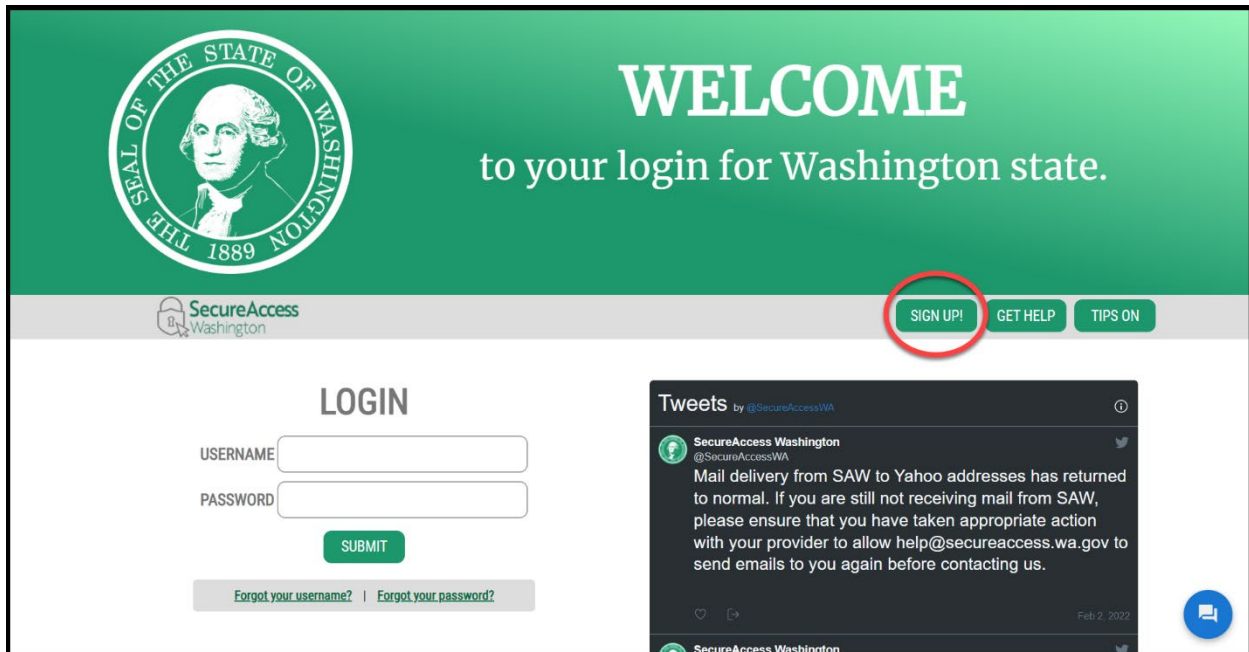 THE SEAL OF THE STATE OF WASHINGTON
1889
WELCOME
to your login for Washington state.
SecureAccess
Washington
SIGN UP!
GET HELP
TIPS ON
LOGIN
USERNAME
PASSWORD
SUBMIT
Forgot your username? | Forgot your password?
Tweets by @SecureAccessWA
SecureAccess Washington
@SecureAccessWA
Mail delivery from SAW to Yahoo addresses has returned
to normal. If you are still not receiving mail from SAW,
please ensure that you have taken appropriate action
with your provider to allow help@secureaccess.wa.gov to
send emails to you again before contacting us.
Feb 2, 2022
SecureAccess Washington